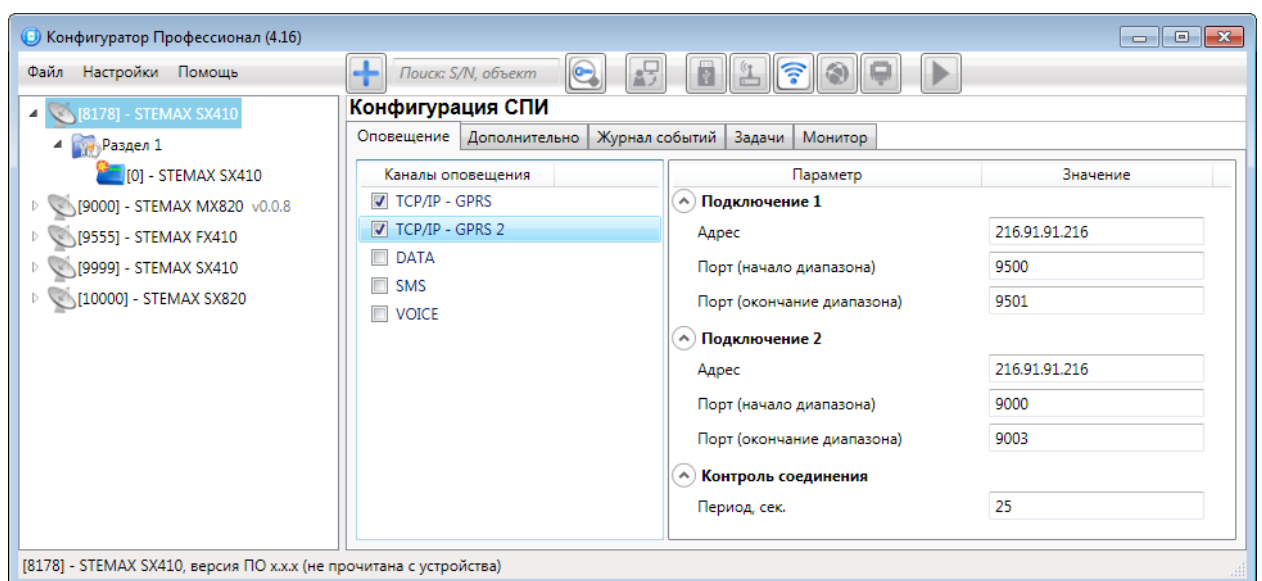 Конфигуратор Профессионал (4.16)
Файл Настройки Помощь
Поиск: S/N, объект
[8178] - STEMAX SX410
Раздел 1
[0] - STEMAX SX410
[9000] - STEMAX MX820 v0.0.8
[9555] - STEMAX FX410
[9999] - STEMAX SX410
[10000] - STEMAX SX820
Конфигурация СПИ
Оповещение Дополнительно Журнал событий Задачи Монитор
Каналы оповещения
TCP/IP - GPRS
TCP/IP - GPRS 2
DATA
SMS
VOICE
Параметр Значение
Подключение 1
Адрес 216.91.91.216
Порт (начало диапазона) 9500
Порт (окончание диапазона) 9501
Подключение 2
Адрес 216.91.91.216
Порт (начало диапазона) 9000
Порт (окончание диапазона) 9003
Контроль соединения
Период, сек. 25
[8178] - STEMAX SX410, версия ПО x.x.x (не прочитана с устройства)